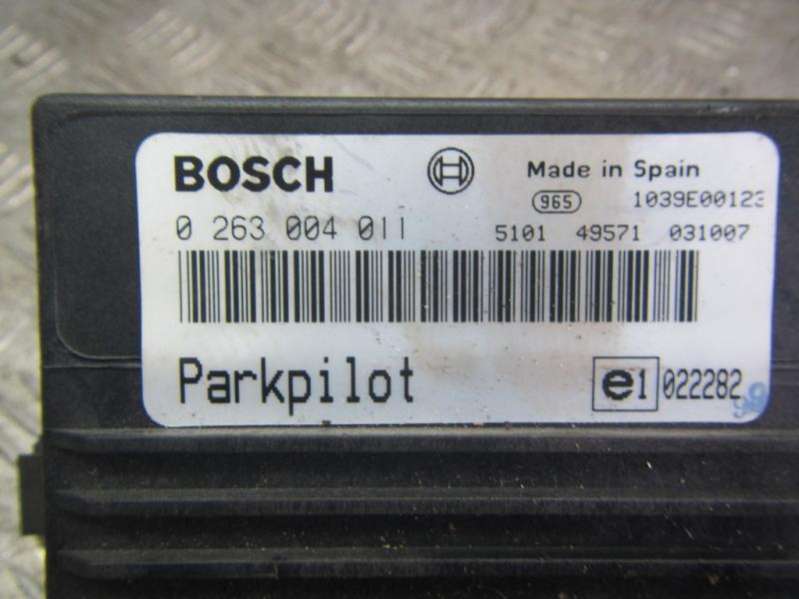 BOSCH Made in Spain
965 1039E00123
0 263 004 011 5101 49571 031007
Parkpilot e1 022282